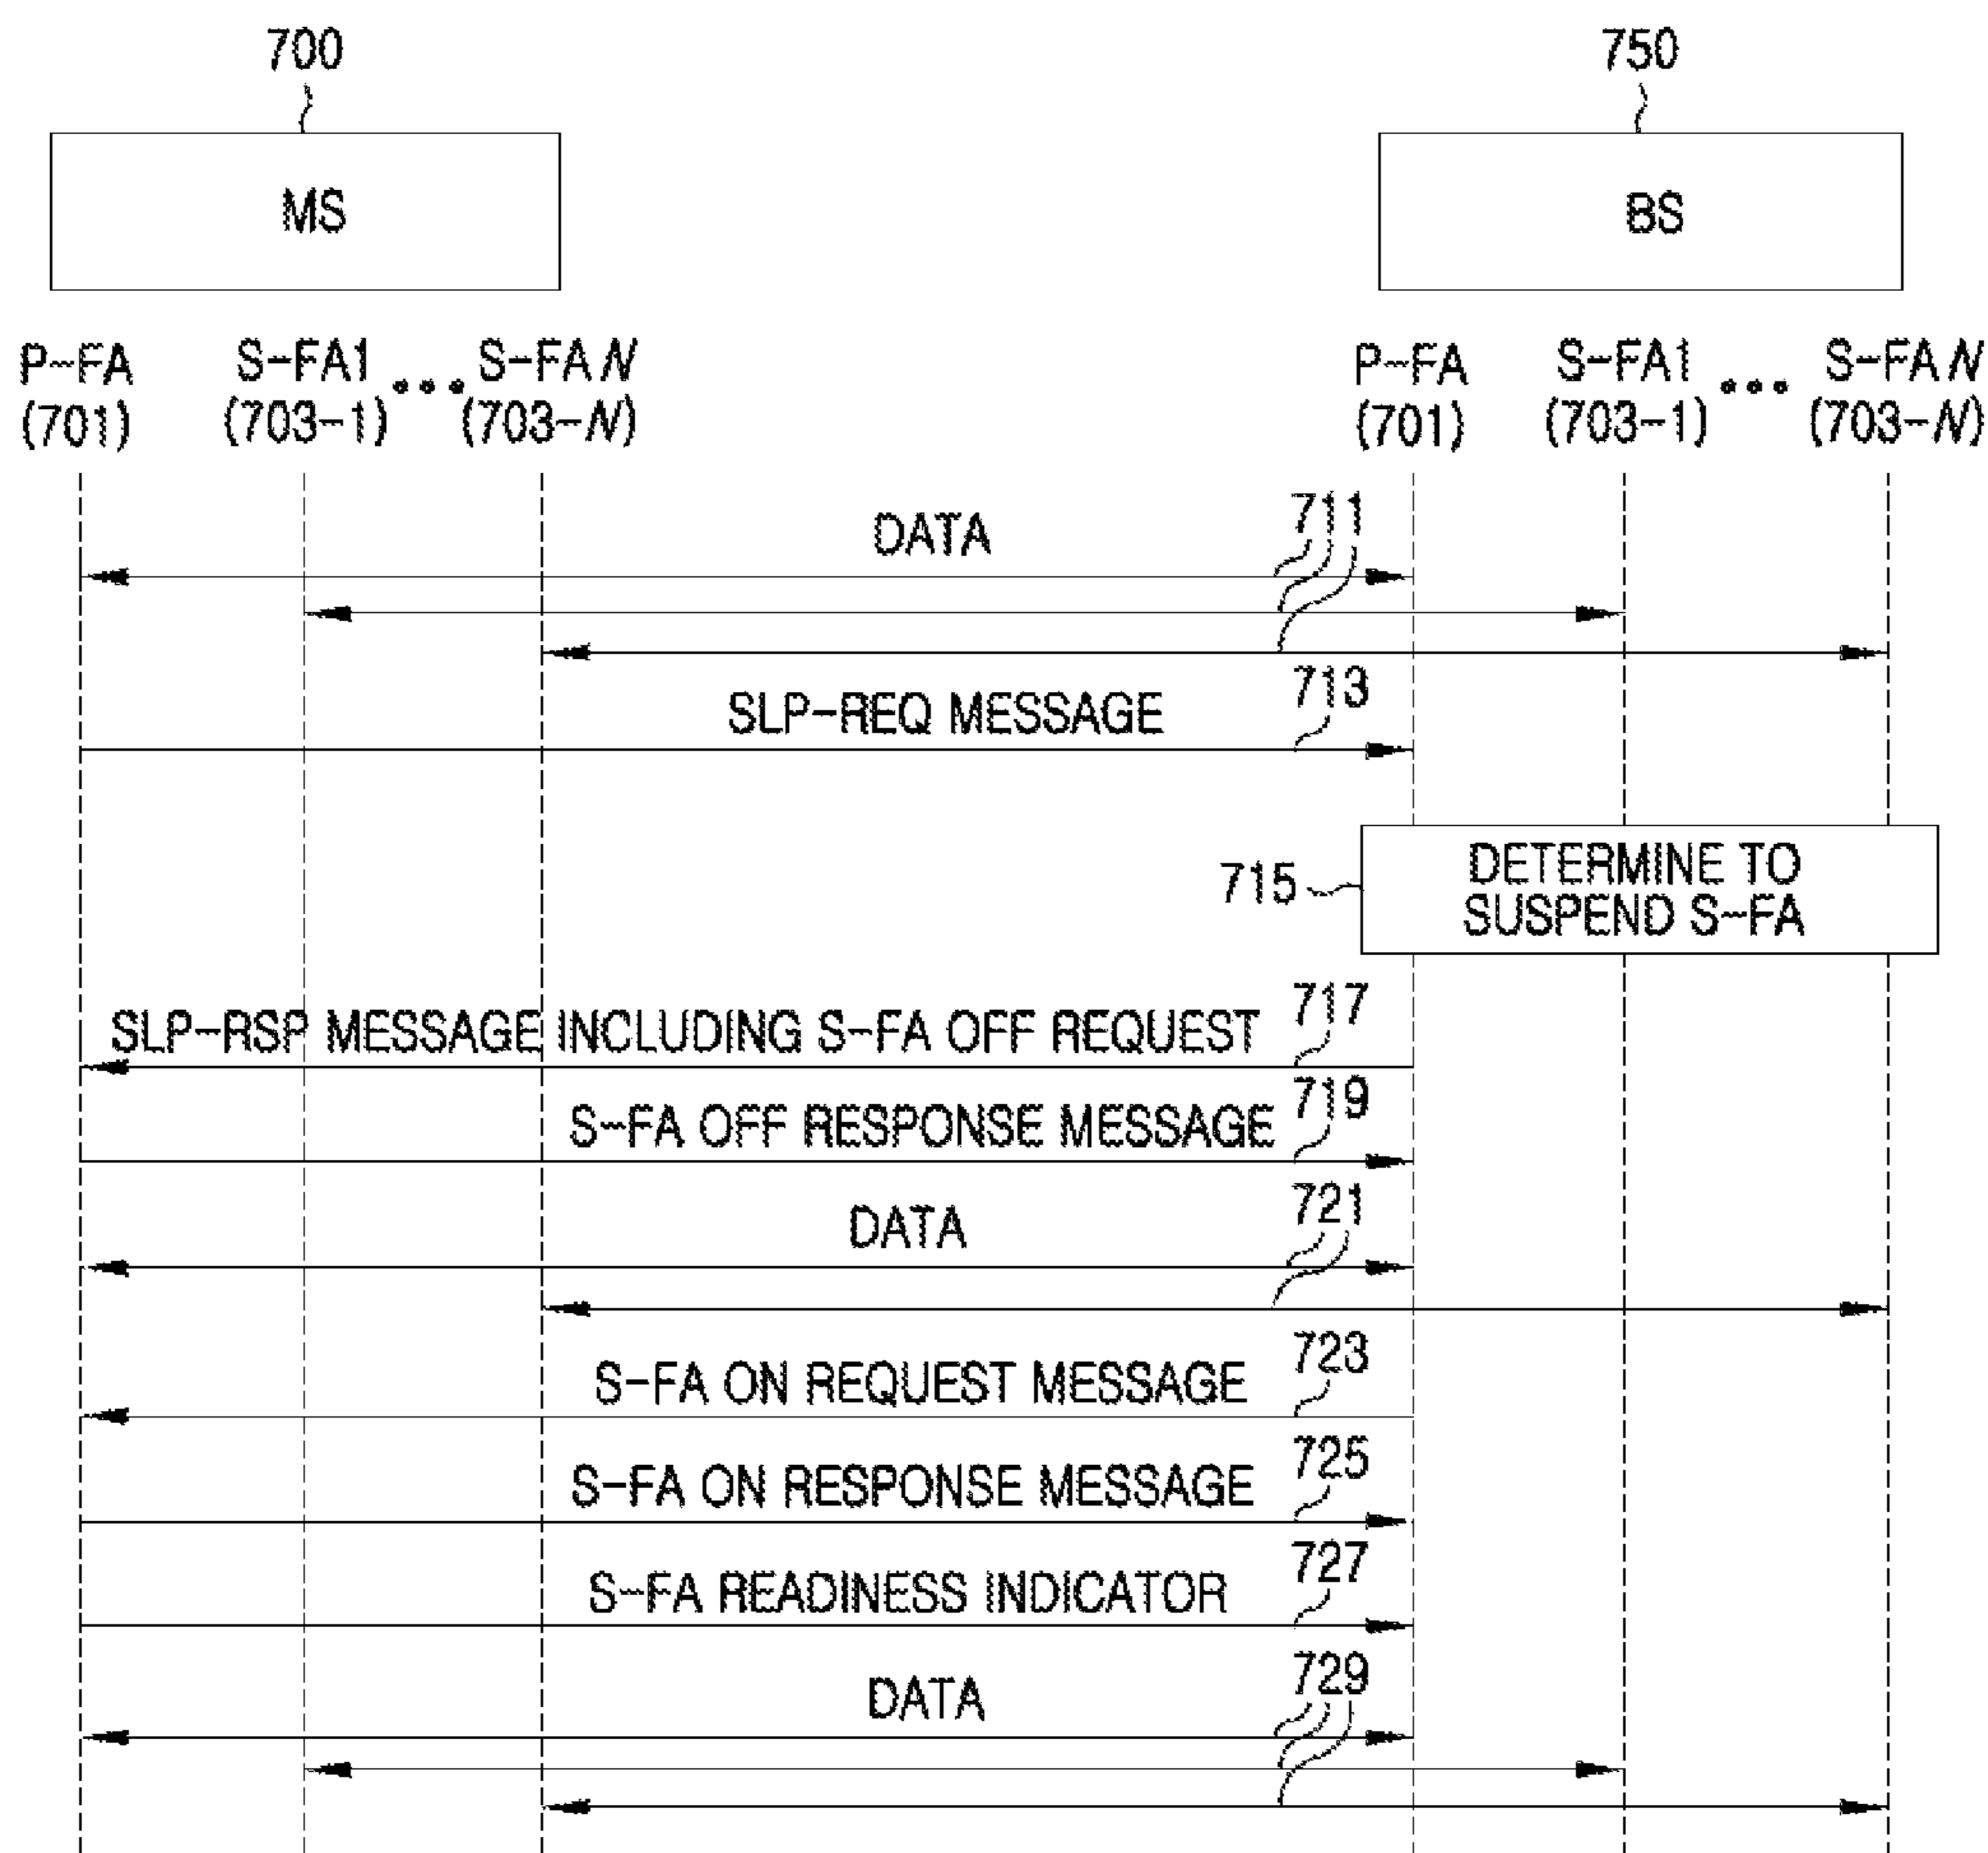 700
750
MS
BS
P-FA
(701)
S-FA1
(703-1)
•••
S-FA N
(703-N)
P-FA
(701)
S-FA1
(703-1)
•••
S-FA N
(703-N)
711
DATA
713
SLP-REQ MESSAGE
715
DETERMINE TO
SUSPEND S-FA
717
SLP-RSP MESSAGE INCLUDING S-FA OFF REQUEST
719
S-FA OFF RESPONSE MESSAGE
721
DATA
723
S-FA ON REQUEST MESSAGE
725
S-FA ON RESPONSE MESSAGE
727
S-FA READINESS INDICATOR
729
DATA